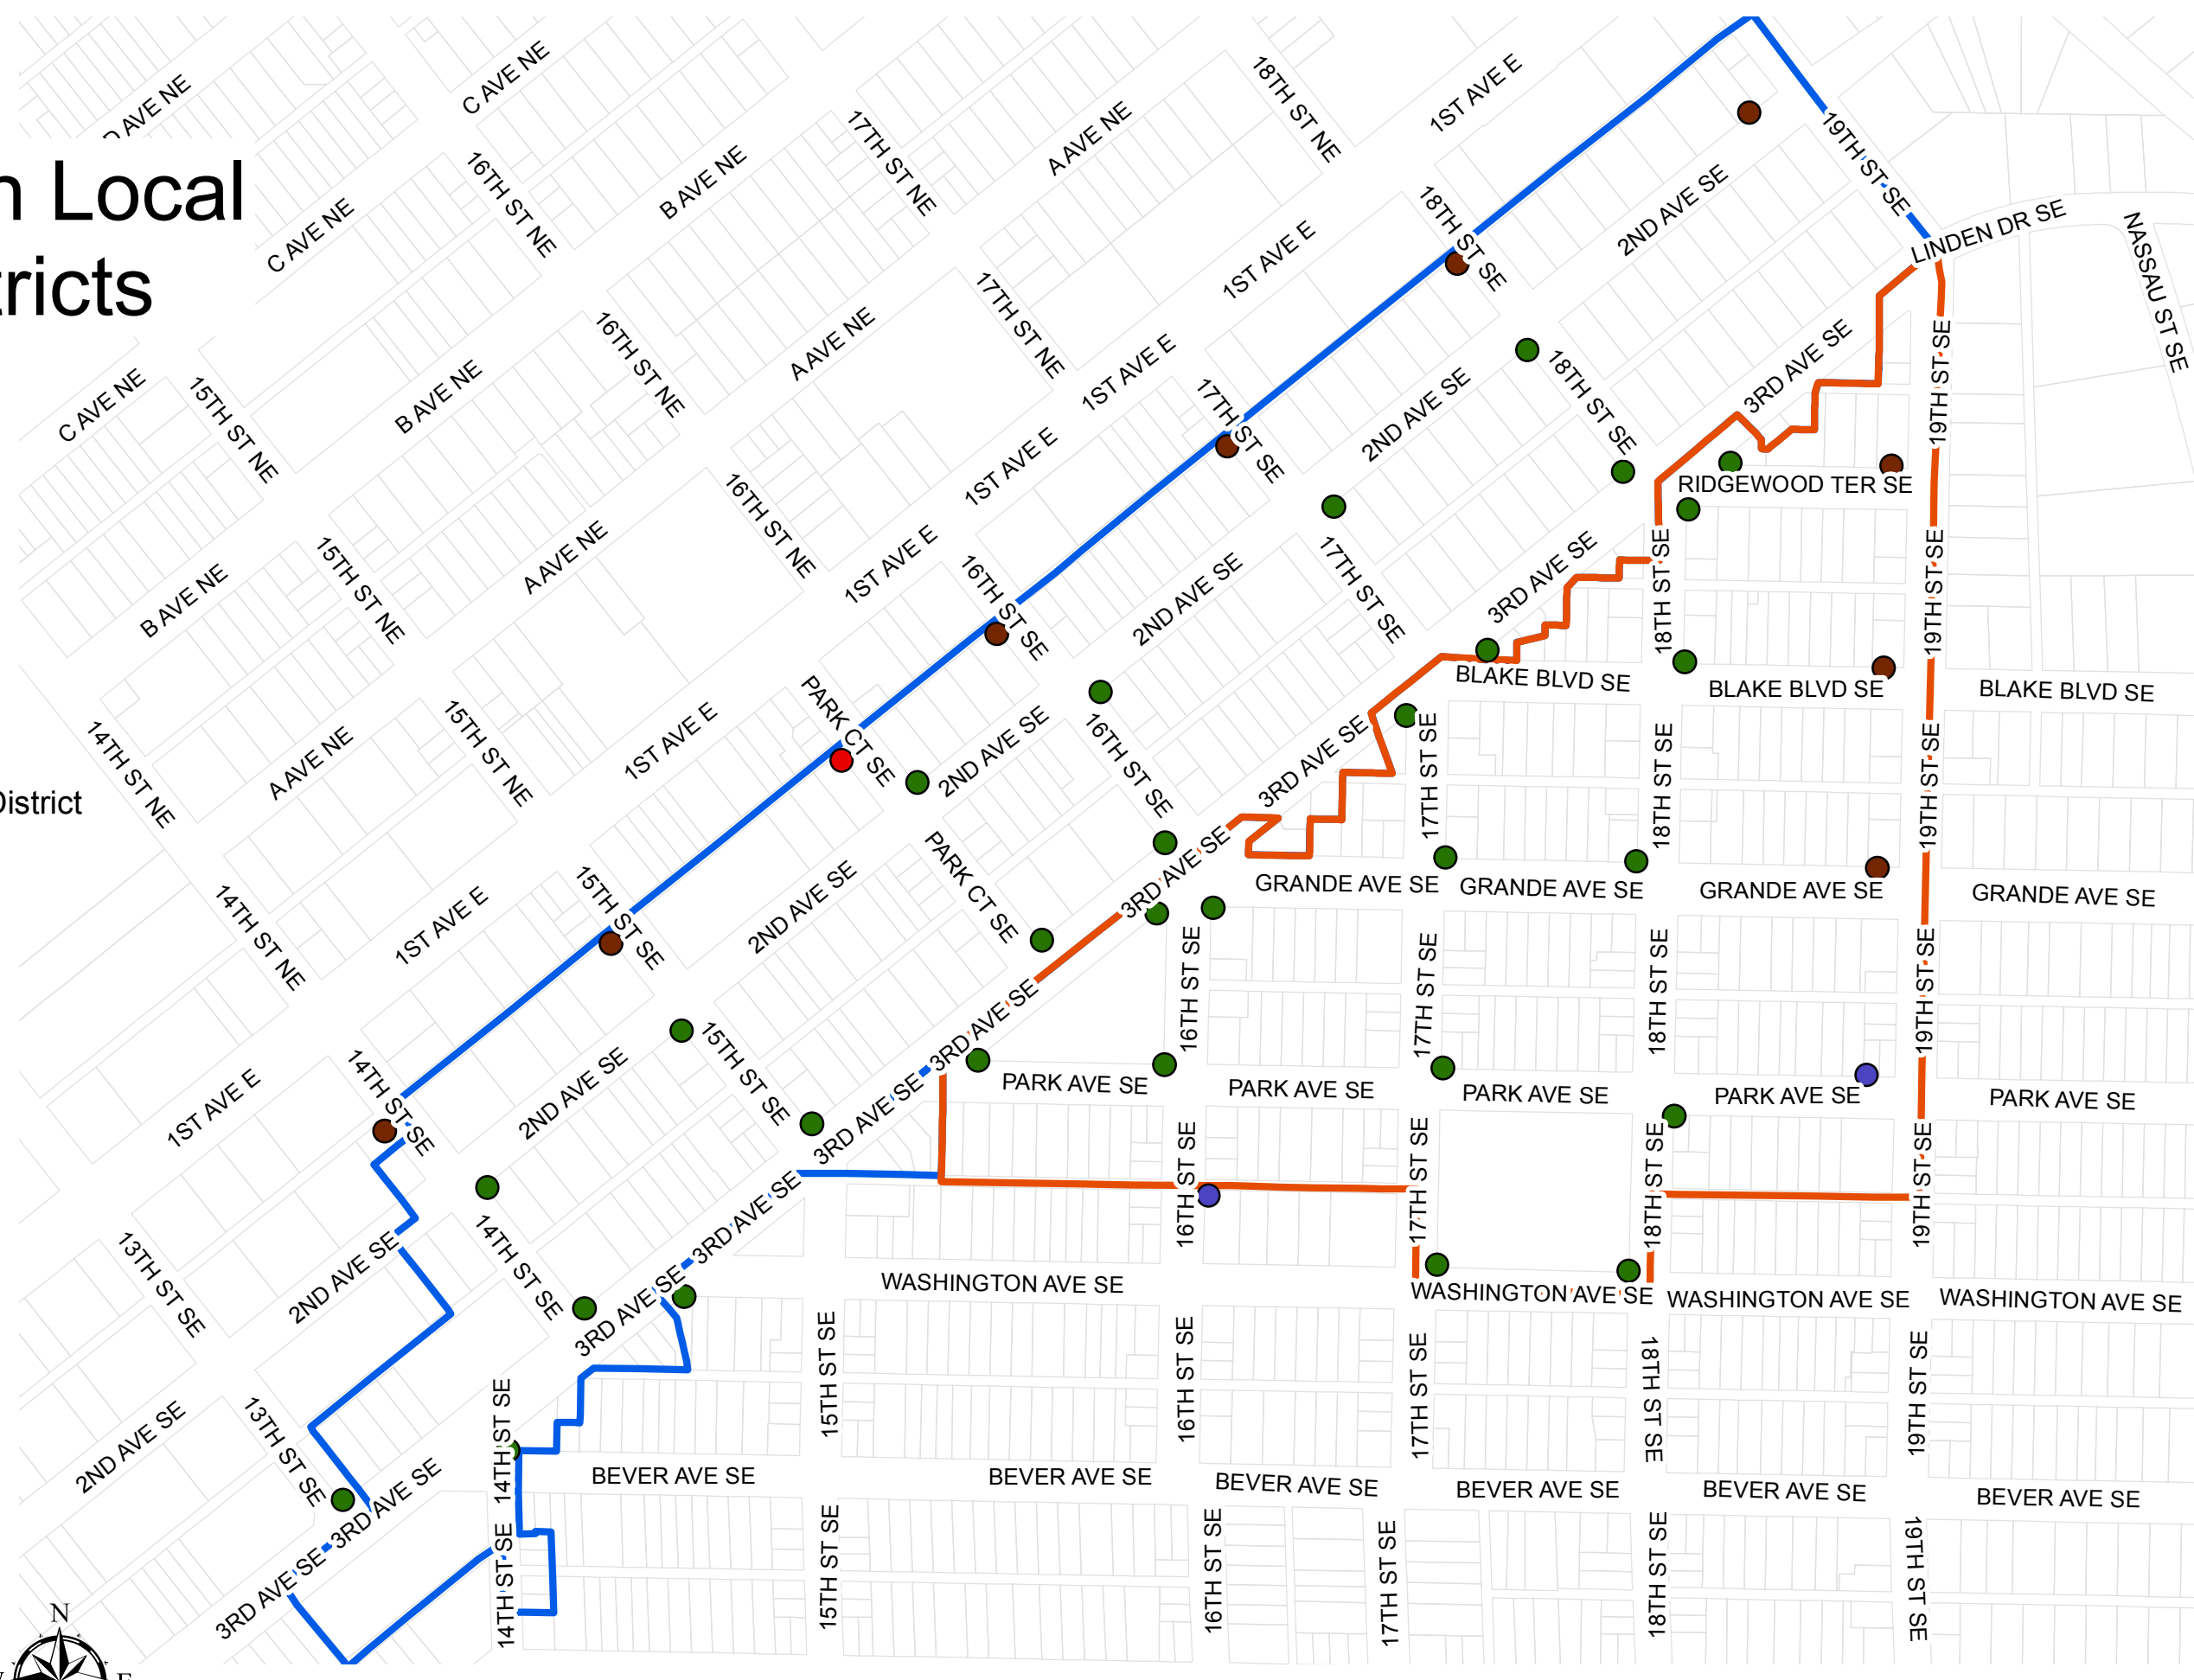 D AVE NE
C AVE NE
18TH ST NE
1ST AVE E
17TH ST NE
A AVE NE
19TH ST SE
n Local
tricts
16TH ST NE
B AVE NE
2ND AVE SE
C AVE NE
18TH ST SE
LINDEN DR SE
NASSAU ST SE
1ST AVE E
17TH ST NE
A AVE NE
16TH ST NE
1ST AVE E
3RD AVE SE
19TH ST SE
C AVE NE
15TH ST NE
B AVE NE
17TH ST SE
2ND AVE SE
18TH ST SE
1ST AVE E
RIDGEWOOD TER SE
16TH ST NE
A AVE NE
15TH ST NE
1ST AVE E
16TH ST SE
2ND AVE SE
17TH ST SE
3RD AVE SE
18TH ST SE
19TH ST SE
B AVE NE
BLAKE BLVD SE
BLAKE BLVD SE
BLAKE BLVD SE
14TH ST NE
A AVE NE
15TH ST NE
1ST AVE E
PARK CT SE
2ND AVE SE
16TH ST SE
3RD AVE SE
17TH ST SE
18TH ST SE
19TH ST SE
District
GRANDE AVE SE
GRANDE AVE SE
GRANDE AVE SE
GRANDE AVE SE
14TH ST NE
1ST AVE E
15TH ST SE
2ND AVE SE
PARK CT SE
3RD AVE SE
16TH ST SE
17TH ST SE
18TH ST SE
19TH ST SE
3RD AVE SE
PARK AVE SE
PARK AVE SE
PARK AVE SE
PARK AVE SE
PARK AVE SE
1ST AVE E
14TH ST SE
2ND AVE SE
15TH ST SE
3RD AVE SE
16TH ST SE
17TH ST SE
18TH ST SE
19TH ST SE
3RD AVE SE
13TH ST SE
2ND AVE SE
14TH ST SE
3RD AVE SE
WASHINGTON AVE SE
WASHINGTON AVE SE
WASHINGTON AVE SE
WASHINGTON AVE SE
14TH ST SE
15TH ST SE
16TH ST SE
17TH ST SE
18TH ST SE
19TH ST SE
2ND AVE SE
13TH ST SE
3RD AVE SE
BEVER AVE SE
BEVER AVE SE
BEVER AVE SE
BEVER AVE SE
BEVER AVE SE
BEVER AVE SE
3RD AVE SE
14TH ST SE
15TH ST SE
16TH ST SE
17TH ST SE
18TH ST SE
19TH ST SE
N